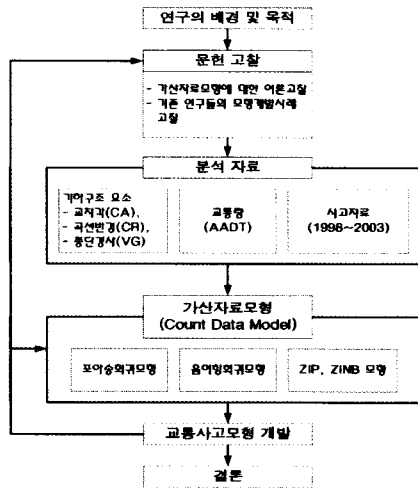 연구의 배경 및 목적
문헌 고찰
- 가산자료모형에 대한 이론고찰
- 기존 연구들의 모형개발사례
고찰
분석 자료
기하구조 요소
- 교차각(CA),
- 곡선반경(CR),
- 종단경사(VG)
교통량
(AADT)
사고자료
(1998~2003)
가산자료모형
(Count Data Model)
포아송회귀모형
음이항회귀모형
ZIP, ZINB 모형
교통사고모형 개발
결론